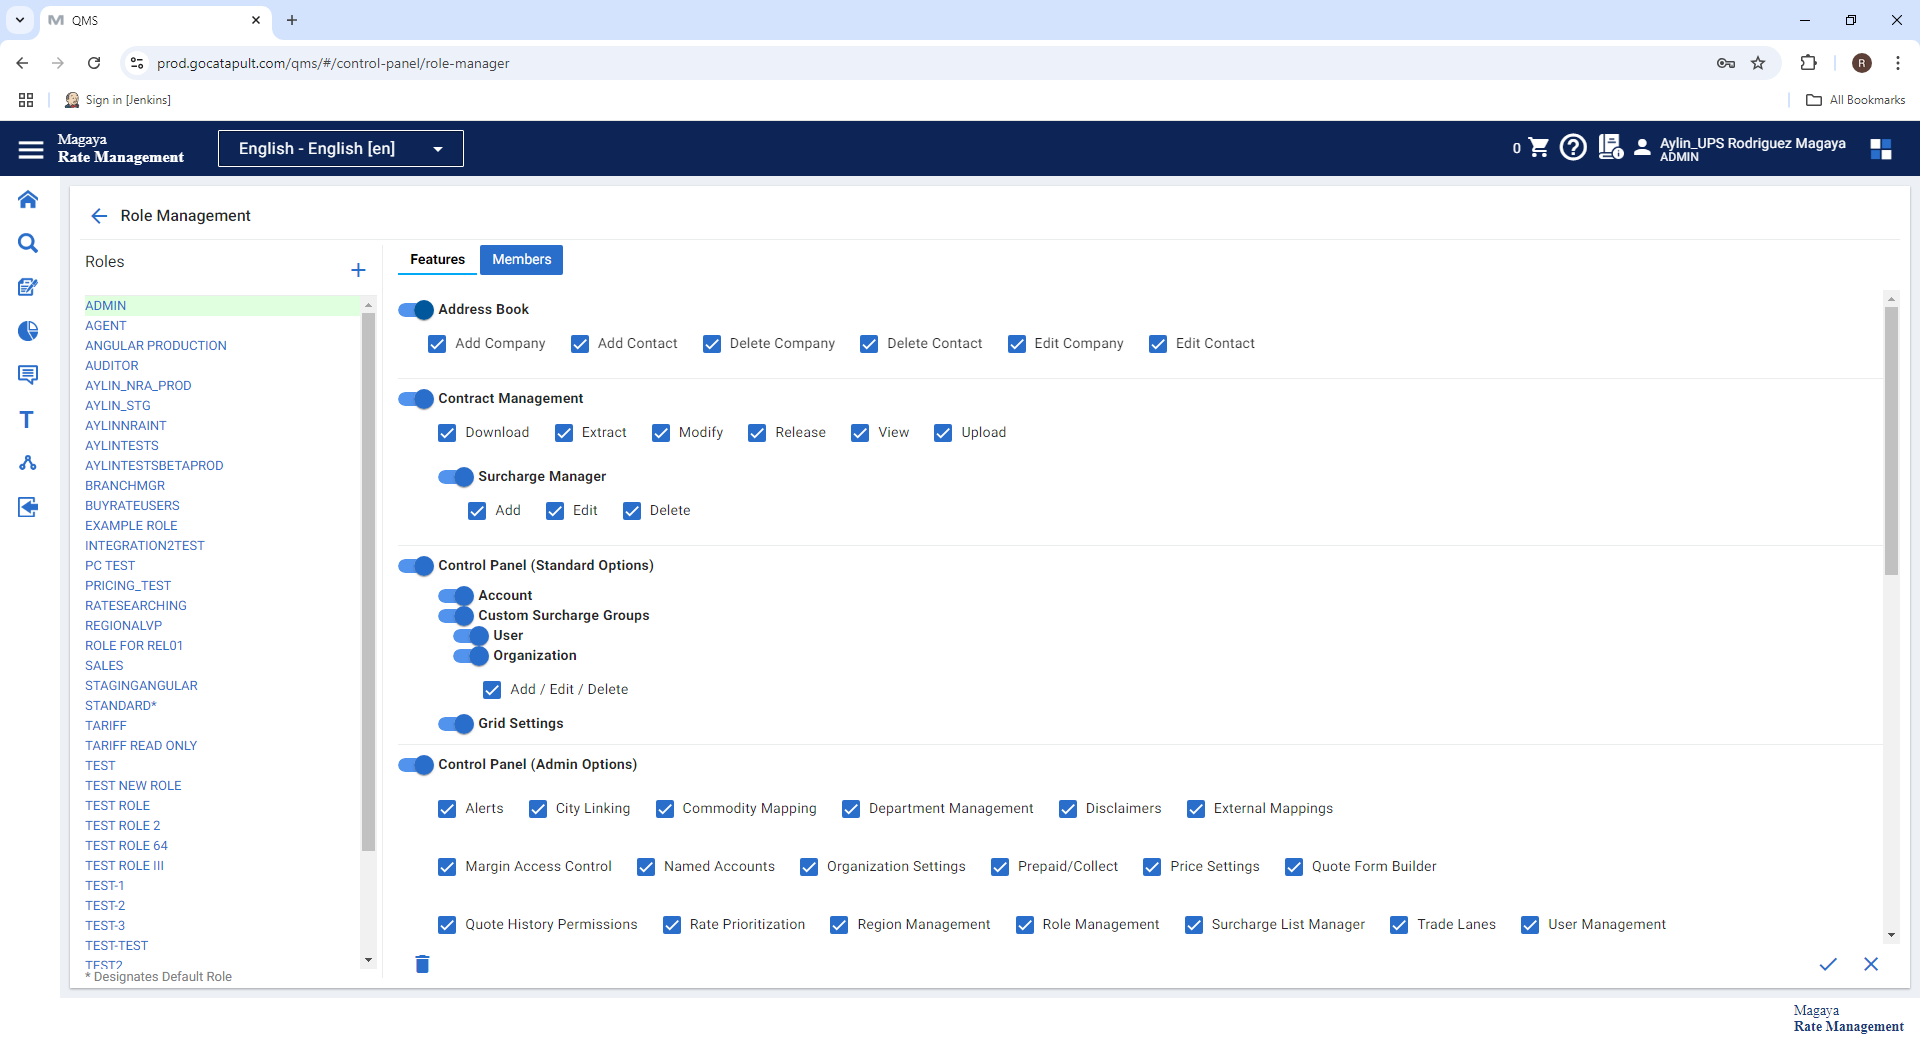 QMS
prod.gocatapult.com/qms/#/control-panel/role-manager
R
Sign in [Jenkins]
All Bookmarks
Magaya
Rate Management
English - English [en]
0
Aylin_UPS Rodriguez Magaya
ADMIN
Role Management
Roles
ADMIN
AGENT
ANGULAR PRODUCTION
AUDITOR
AYLIN_NRA_PROD
AYLIN_STG
AYLINNRAINT
AYLINTESTS
AYLINTESTSBETAPROD
BRANCHMGR
BUYRATEUSERS
EXAMPLE ROLE
INTEGRATION2TEST
PC TEST
PRICING_TEST
RATESEARCHING
REGIONALVP
ROLE FOR REL01
SALES
STAGINGANGULAR
STANDARD*
TARIFF
TARIFF READ ONLY
TEST
TEST NEW ROLE
TEST ROLE
TEST ROLE 2
TEST ROLE 64
TEST ROLE III
TEST-1
TEST-2
TEST-3
TEST-TEST
TEST2
* Designates Default Role
Features Members
Address Book
Add Company Add Contact Delete Company Delete Contact Edit Company Edit Contact
Contract Management
Download Extract Modify Release View Upload
Surcharge Manager
Add Edit Delete
Control Panel (Standard Options)
Account
Custom Surcharge Groups
User
Organization
Add / Edit / Delete
Grid Settings
Control Panel (Admin Options)
Alerts City Linking Commodity Mapping Department Management Disclaimers External Mappings
Margin Access Control Named Accounts Organization Settings Prepaid/Collect Price Settings Quote Form Builder
Quote History Permissions Rate Prioritization Region Management Role Management Surcharge List Manager Trade Lanes User Management
Magaya
Rate Management